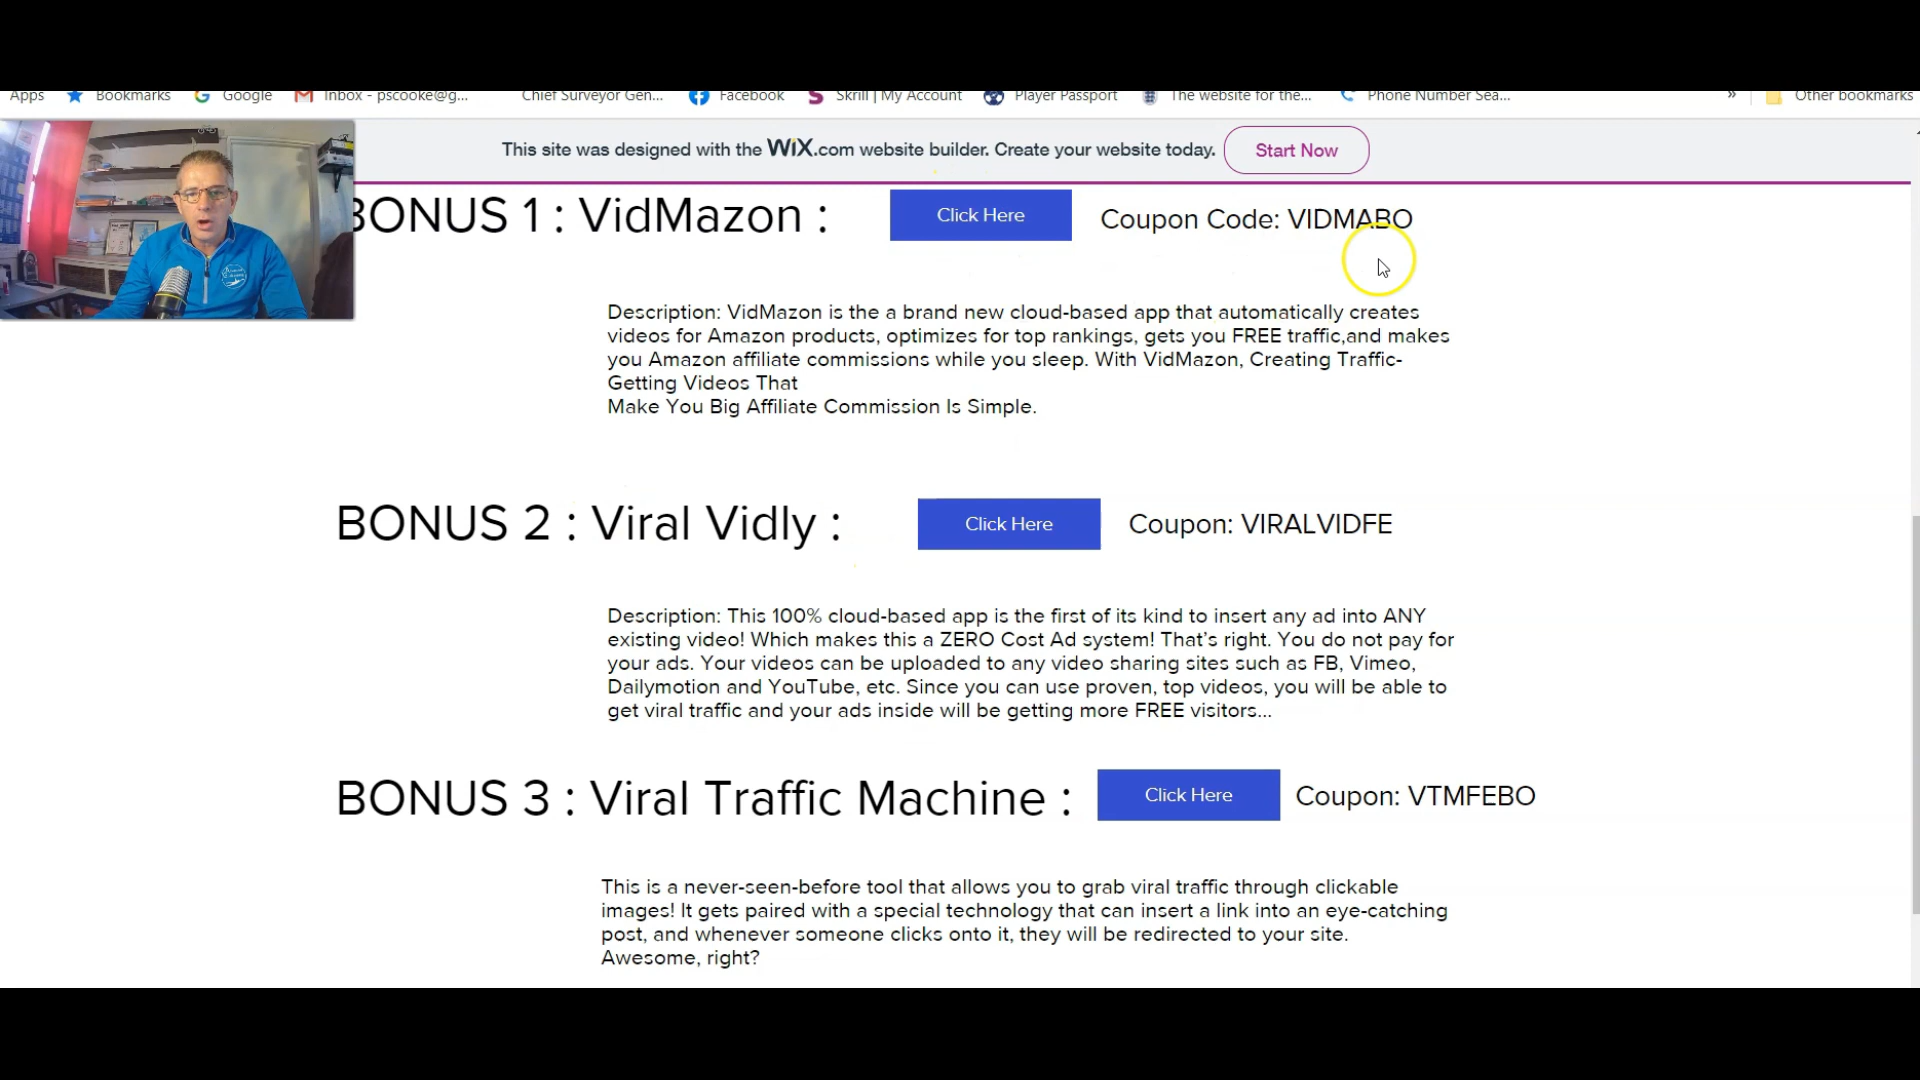 Apps Bookmarks Google Inbox - pscooke@g... Chief Surveyor Gen... Facebook Skrill | My Account Player Passport The website for the... Phone Number Sea... » Other bookmarks
This site was designed with the WiX.com website builder. Create your website today. Start Now
BONUS 1 : VidMazon : Click Here Coupon Code: VIDMABO
Description: VidMazon is the a brand new cloud-based app that automatically creates
videos for Amazon products, optimizes for top rankings, gets you FREE traffic,and makes
you Amazon affiliate commissions while you sleep. With VidMazon, Creating Traffic-
Getting Videos That
Make You Big Affiliate Commission Is Simple.
BONUS 2 : Viral Vidly : Click Here Coupon: VIRALVIDFE
Description: This 100% cloud-based app is the first of its kind to insert any ad into ANY
existing video! Which makes this a ZERO Cost Ad system! That's right. You do not pay for
your ads. Your videos can be uploaded to any video sharing sites such as FB, Vimeo,
Dailymotion and YouTube, etc. Since you can use proven, top videos, you will be able to
get viral traffic and your ads inside will be getting more FREE visitors...
BONUS 3 : Viral Traffic Machine : Click Here Coupon: VTMFEBO
This is a never-seen-before tool that allows you to grab viral traffic through clickable
images! It gets paired with a special technology that can insert a link into an eye-catching
post, and whenever someone clicks onto it, they will be redirected to your site.
Awesome, right?